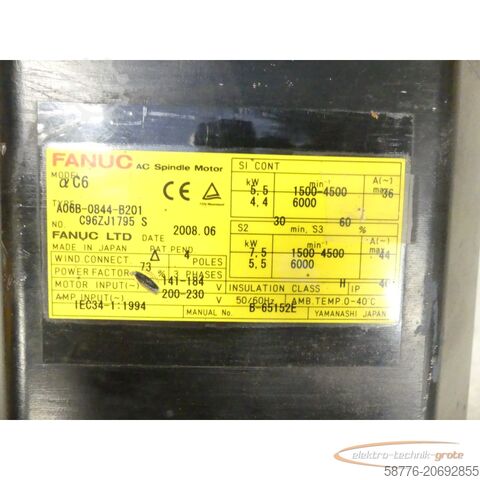 FANUC AC Spindle Motor
MODEL αC6
TYPE A06B-0844-B201
NO. C96ZJ1795 S
FANUC LTD DATE 2008.06
MADE IN JAPAN PAT PEND
WIND CONNECT △ 4 POLES
POWER FACTOR 73 % 3 PHASES
MOTOR INPUT(~) 141-184 V
AMP INPUT(~) 200-230 V 50/60Hz
IEC34-1:1994
CE
S1 CONT
kW min⁻¹ A(~) max
5.5 1500-4500 36
4.4 6000
S2 30 min, S3 60 %
kW min⁻¹ A(~) max
7.5 1500-4500 44
5.5 6000
INSULATION CLASS H IP 40
AMB.TEMP.0-40℃
MANUAL No. B-65152E YAMANASHI JAPAN
elektro-technik-grote
58776-20692855